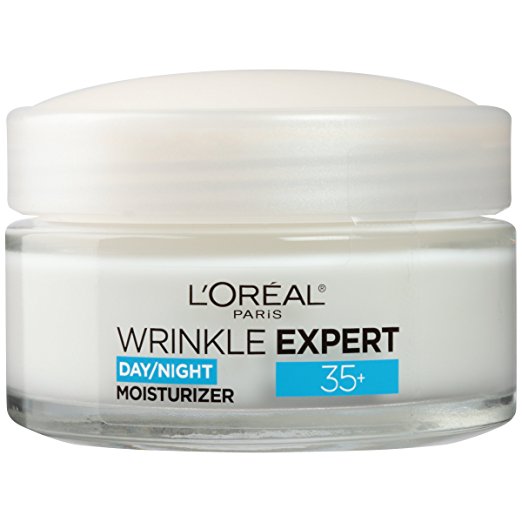 L'ORÉAL®
PARIS
WRINKLE EXPERT
DAY/NIGHT 35+
MOISTURIZER